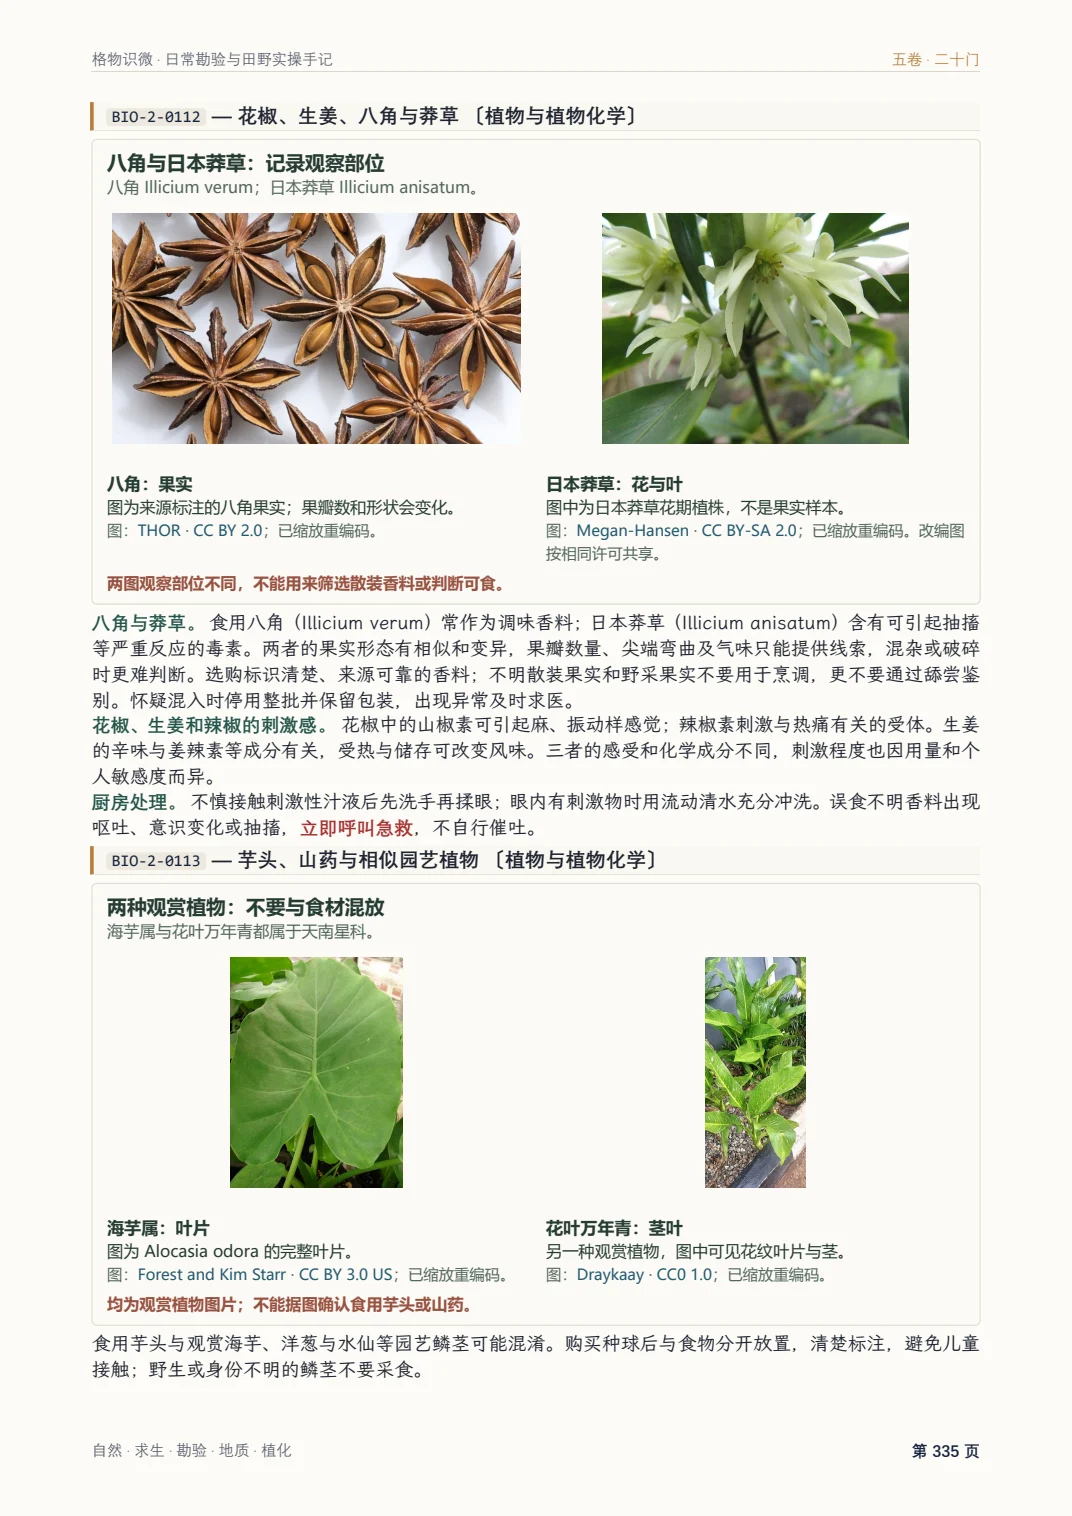 格物识微 · 日常勘验与田野实操手记
五卷 · 二十门
BIO-2-0112 — 花椒、生姜、八角与莽草 〔植物与植物化学〕
八角与日本莽草：记录观察部位
八角 Illicium verum；日本莽草 Illicium anisatum。
八角：果实
图为来源标注的八角果实；果瓣数和形状会变化。
图：THOR · CC BY 2.0；已缩放重编码。
日本莽草：花与叶
图中为日本莽草花期植株，不是果实样本。
图：Megan-Hansen · CC BY-SA 2.0；已缩放重编码。改编图
按相同许可共享。
两图观察部位不同，不能用来筛选散装香料或判断可食。
八角与莽草。 食用八角（Illicium verum）常作为调味香料；日本莽草（Illicium anisatum）含有可引起抽搐
等严重反应的毒素。两者的果实形态有相似和变异，果瓣数量、尖端弯曲及气味只能提供线索，混杂或破碎
时更难判断。选购标识清楚、来源可靠的香料；不明散装果实和野采果实不要用于烹调，更不要通过舔尝鉴
别。怀疑混入时停用整批并保留包装，出现异常及时求医。
花椒、生姜和辣椒的刺激感。 花椒中的山椒素可引起麻、振动样感觉；辣椒素刺激与热痛有关的受体。生姜
的辛味与姜辣素等成分有关，受热与储存可改变风味。三者的感受和化学成分不同，刺激程度也因用量和个
人敏感度而异。
厨房处理。 不慎接触刺激性汁液后先洗手再揉眼；眼内有刺激物时用流动清水充分冲洗。误食不明香料出现
呕吐、意识变化或抽搐，立即呼叫急救，不自行催吐。
BIO-2-0113 — 芋头、山药与相似园艺植物 〔植物与植物化学〕
两种观赏植物：不要与食材混放
海芋属与花叶万年青都属于天南星科。
海芋属：叶片
图为 Alocasia odora 的完整叶片。
图：Forest and Kim Starr · CC BY 3.0 US；已缩放重编码。
花叶万年青：茎叶
另一种观赏植物，图中可见花纹叶片与茎。
图：Draykaay · CC0 1.0；已缩放重编码。
均为观赏植物图片；不能据图确认食用芋头或山药。
食用芋头与观赏海芋、洋葱与水仙等园艺鳞茎可能混淆。购买种球后与食物分开放置，清楚标注，避免儿童
接触；野生或身份不明的鳞茎不要采食。
自然 · 求生 · 勘验 · 地质 · 植化
第 335 页